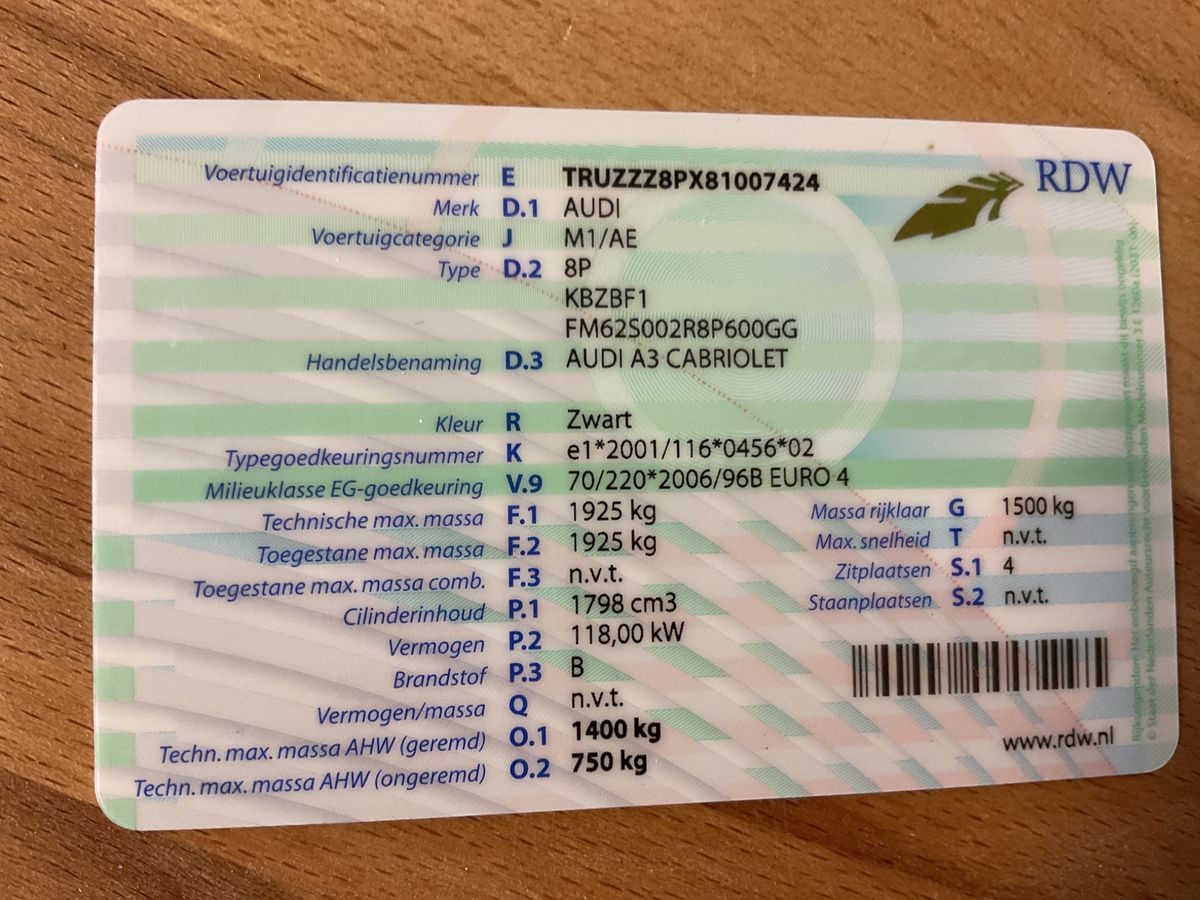 RDW
Voertuigidentificatienummer E TRUZZZ8PX81007424
Merk D.1 AUDI
Voertuigcategorie J M1/AE
Type D.2 8P
KBZBF1
FM62S002R8P600GG
Handelsbenaming D.3 AUDI A3 CABRIOLET
Kleur R Zwart
Typegoedkeuringsnummer K e1*2001/116*0456*02
Milieuklasse EG-goedkeuring V.9 70/220*2006/96B EURO 4
Technische max. massa F.1 1925 kg
Toegestane max. massa F.2 1925 kg
Toegestane max. massa comb. F.3 n.v.t.
Cilinderinhoud P.1 1798 cm3
Vermogen P.2 118,00 kW
Brandstof P.3 B
Vermogen/massa Q n.v.t.
Techn. max. massa AHW (geremd) O.1 1400 kg
Techn. max. massa AHW (ongeremd) O.2 750 kg
Massa rijklaar G 1500 kg
Max. snelheid T n.v.t.
Zitplaatsen S.1 4
Staanplaatsen S.2 n.v.t.
www.rdw.nl